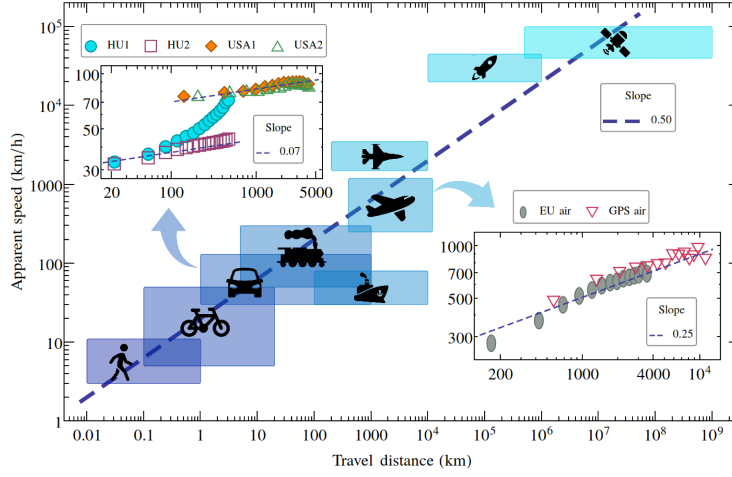 10⁵
10⁴
1000
100
10
1
Apparent speed (km/h)
0.01 0.1 1 10 100 1000 10⁴ 10⁵ 10⁶ 10⁷ 10⁸ 10⁹
Travel distance (km)
HU1 HU2 USA1 USA2
100
70
50
30
20 100 1000 5000
Slope
0.07
Slope
0.50
EU air GPS air
1000
700
500
300
200 1000 4000 10⁴
Slope
0.25